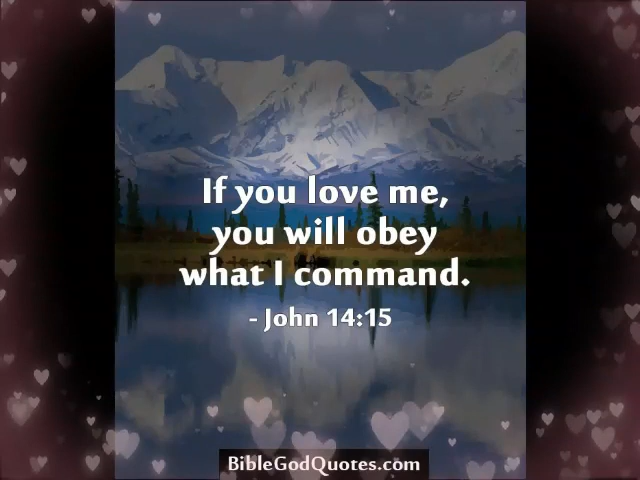 If you love me,
you will obey
what I command.
- John 14:15
BibleGodQuotes.com